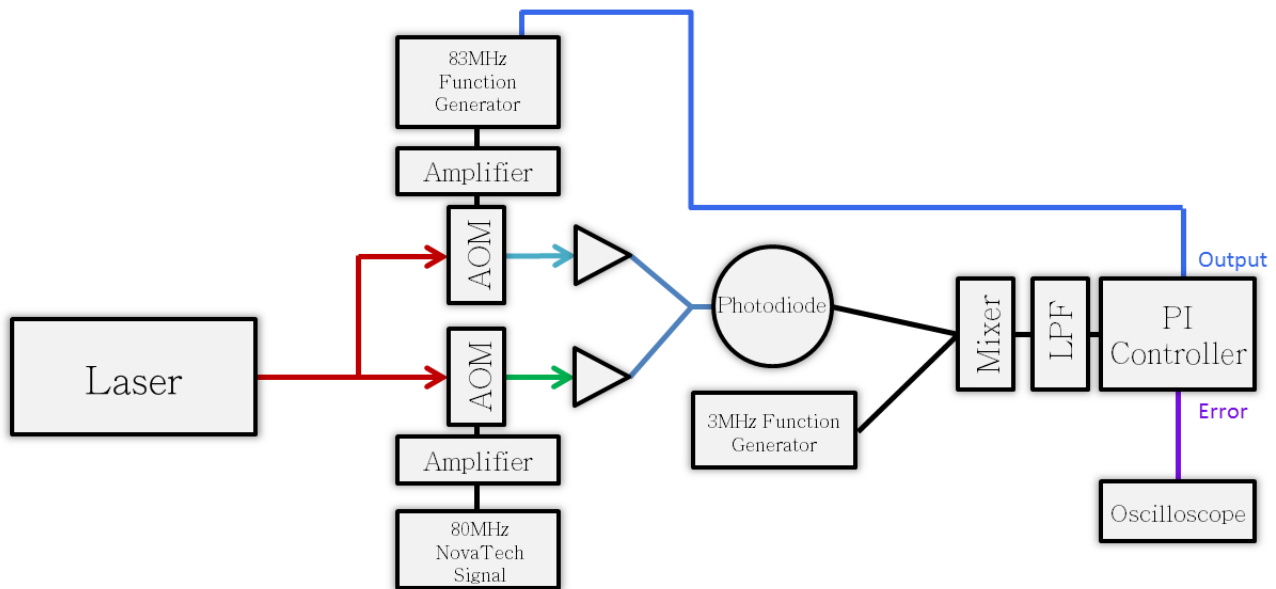 83MHz
Function
Generator
Amplifier
AOM
Laser
AOM
Amplifier
80MHz
NovaTech
Signal
Photodiode
3MHz Function
Generator
Mixer
LPF
PI
Controller
Output
Error
Oscilloscope